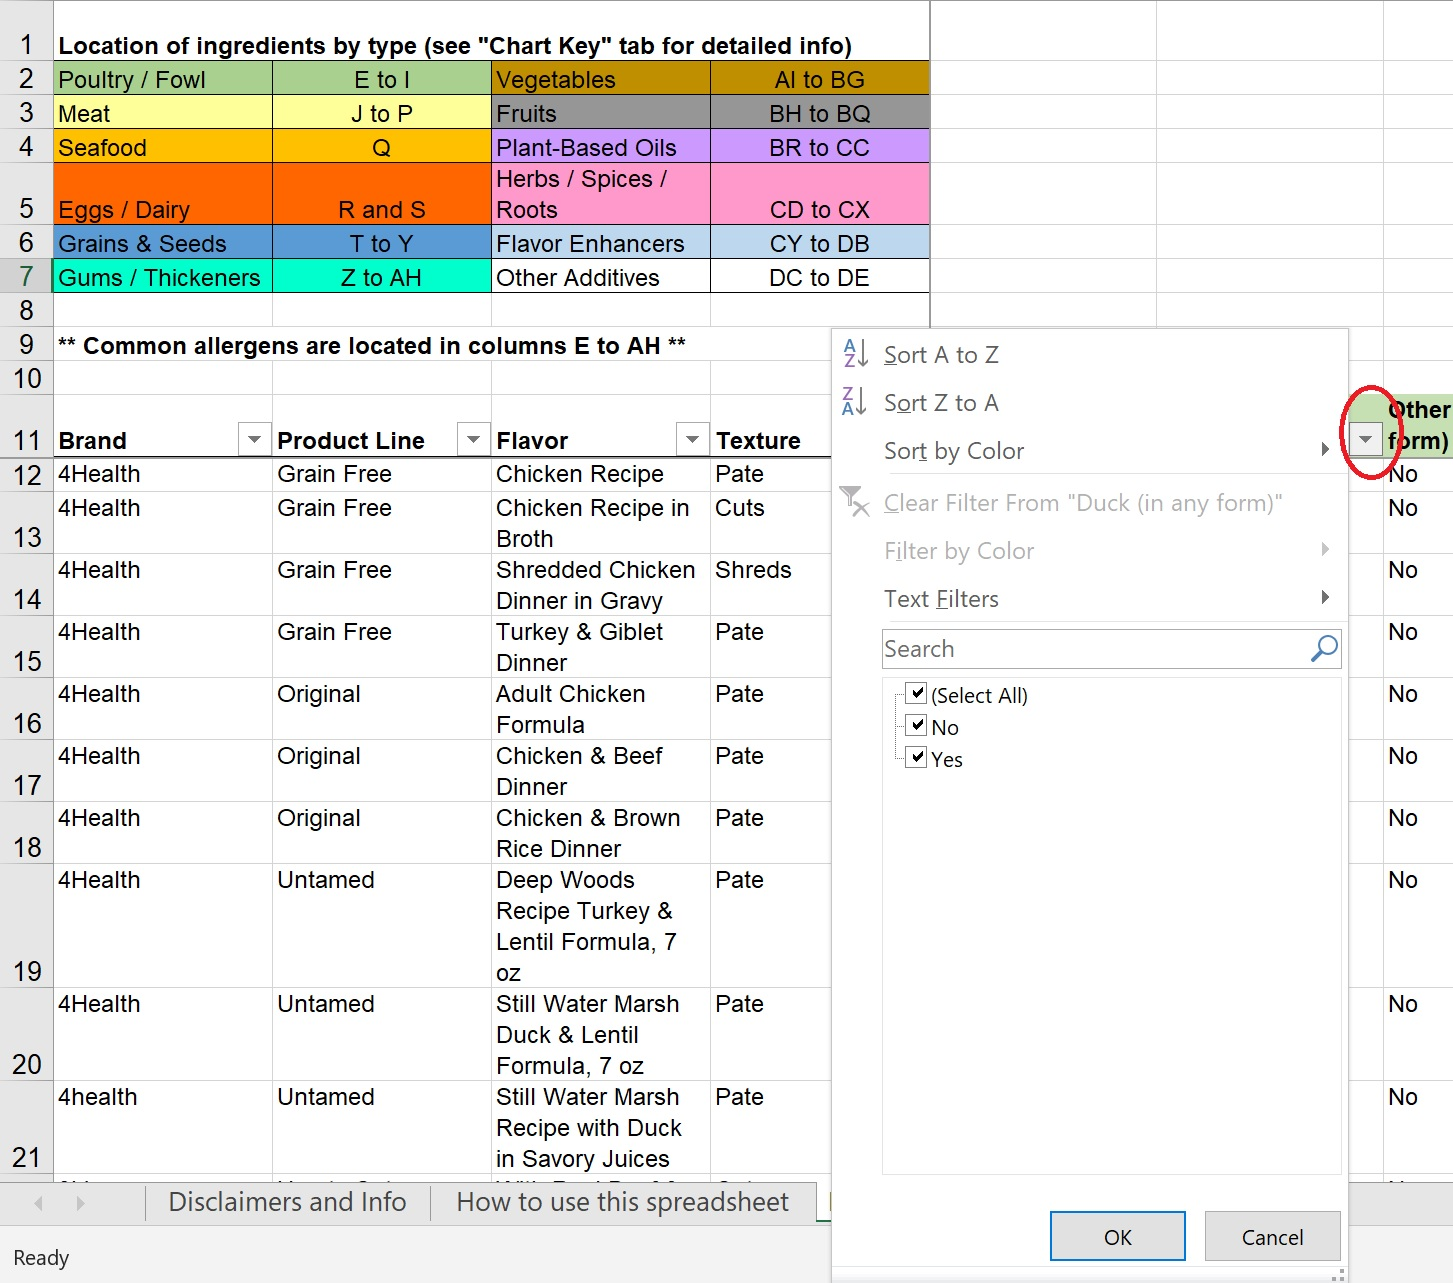 1 Location of ingredients by type (see "Chart Key" tab for detailed info)
2 Poultry / Fowl E to I Vegetables AI to BG
3 Meat J to P Fruits BH to BQ
4 Seafood Q Plant-Based Oils BR to CC
Herbs / Spices /
5 Eggs / Dairy R and S Roots CD to CX
6 Grains & Seeds T to Y Flavor Enhancers CY to DB
7 Gums / Thickeners Z to AH Other Additives DC to DE
8
9 ** Common allergens are located in columns E to AH **
10
Other
11 Brand Product Line Flavor Texture form)
12 4Health Grain Free Chicken Recipe Pate No
4Health Grain Free Chicken Recipe in Cuts No
13 Broth
4Health Grain Free Shredded Chicken Shreds No
14 Dinner in Gravy
4Health Grain Free Turkey & Giblet Pate No
15 Dinner
4Health Original Adult Chicken Pate No
16 Formula
4Health Original Chicken & Beef Pate No
17 Dinner
4Health Original Chicken & Brown Pate No
18 Rice Dinner
4Health Untamed Deep Woods Pate No
Recipe Turkey &
Lentil Formula, 7
19 oz
4Health Untamed Still Water Marsh Pate No
Duck & Lentil
20 Formula, 7 oz
4health Untamed Still Water Marsh Pate No
Recipe with Duck
21 in Savory Juices
Sort A to Z
Sort Z to A
Sort by Color
Clear Filter From "Duck (in any form)"
Filter by Color
Text Filters
Search
(Select All)
No
Yes
OK Cancel
Disclaimers and Info How to use this spreadsheet
Ready